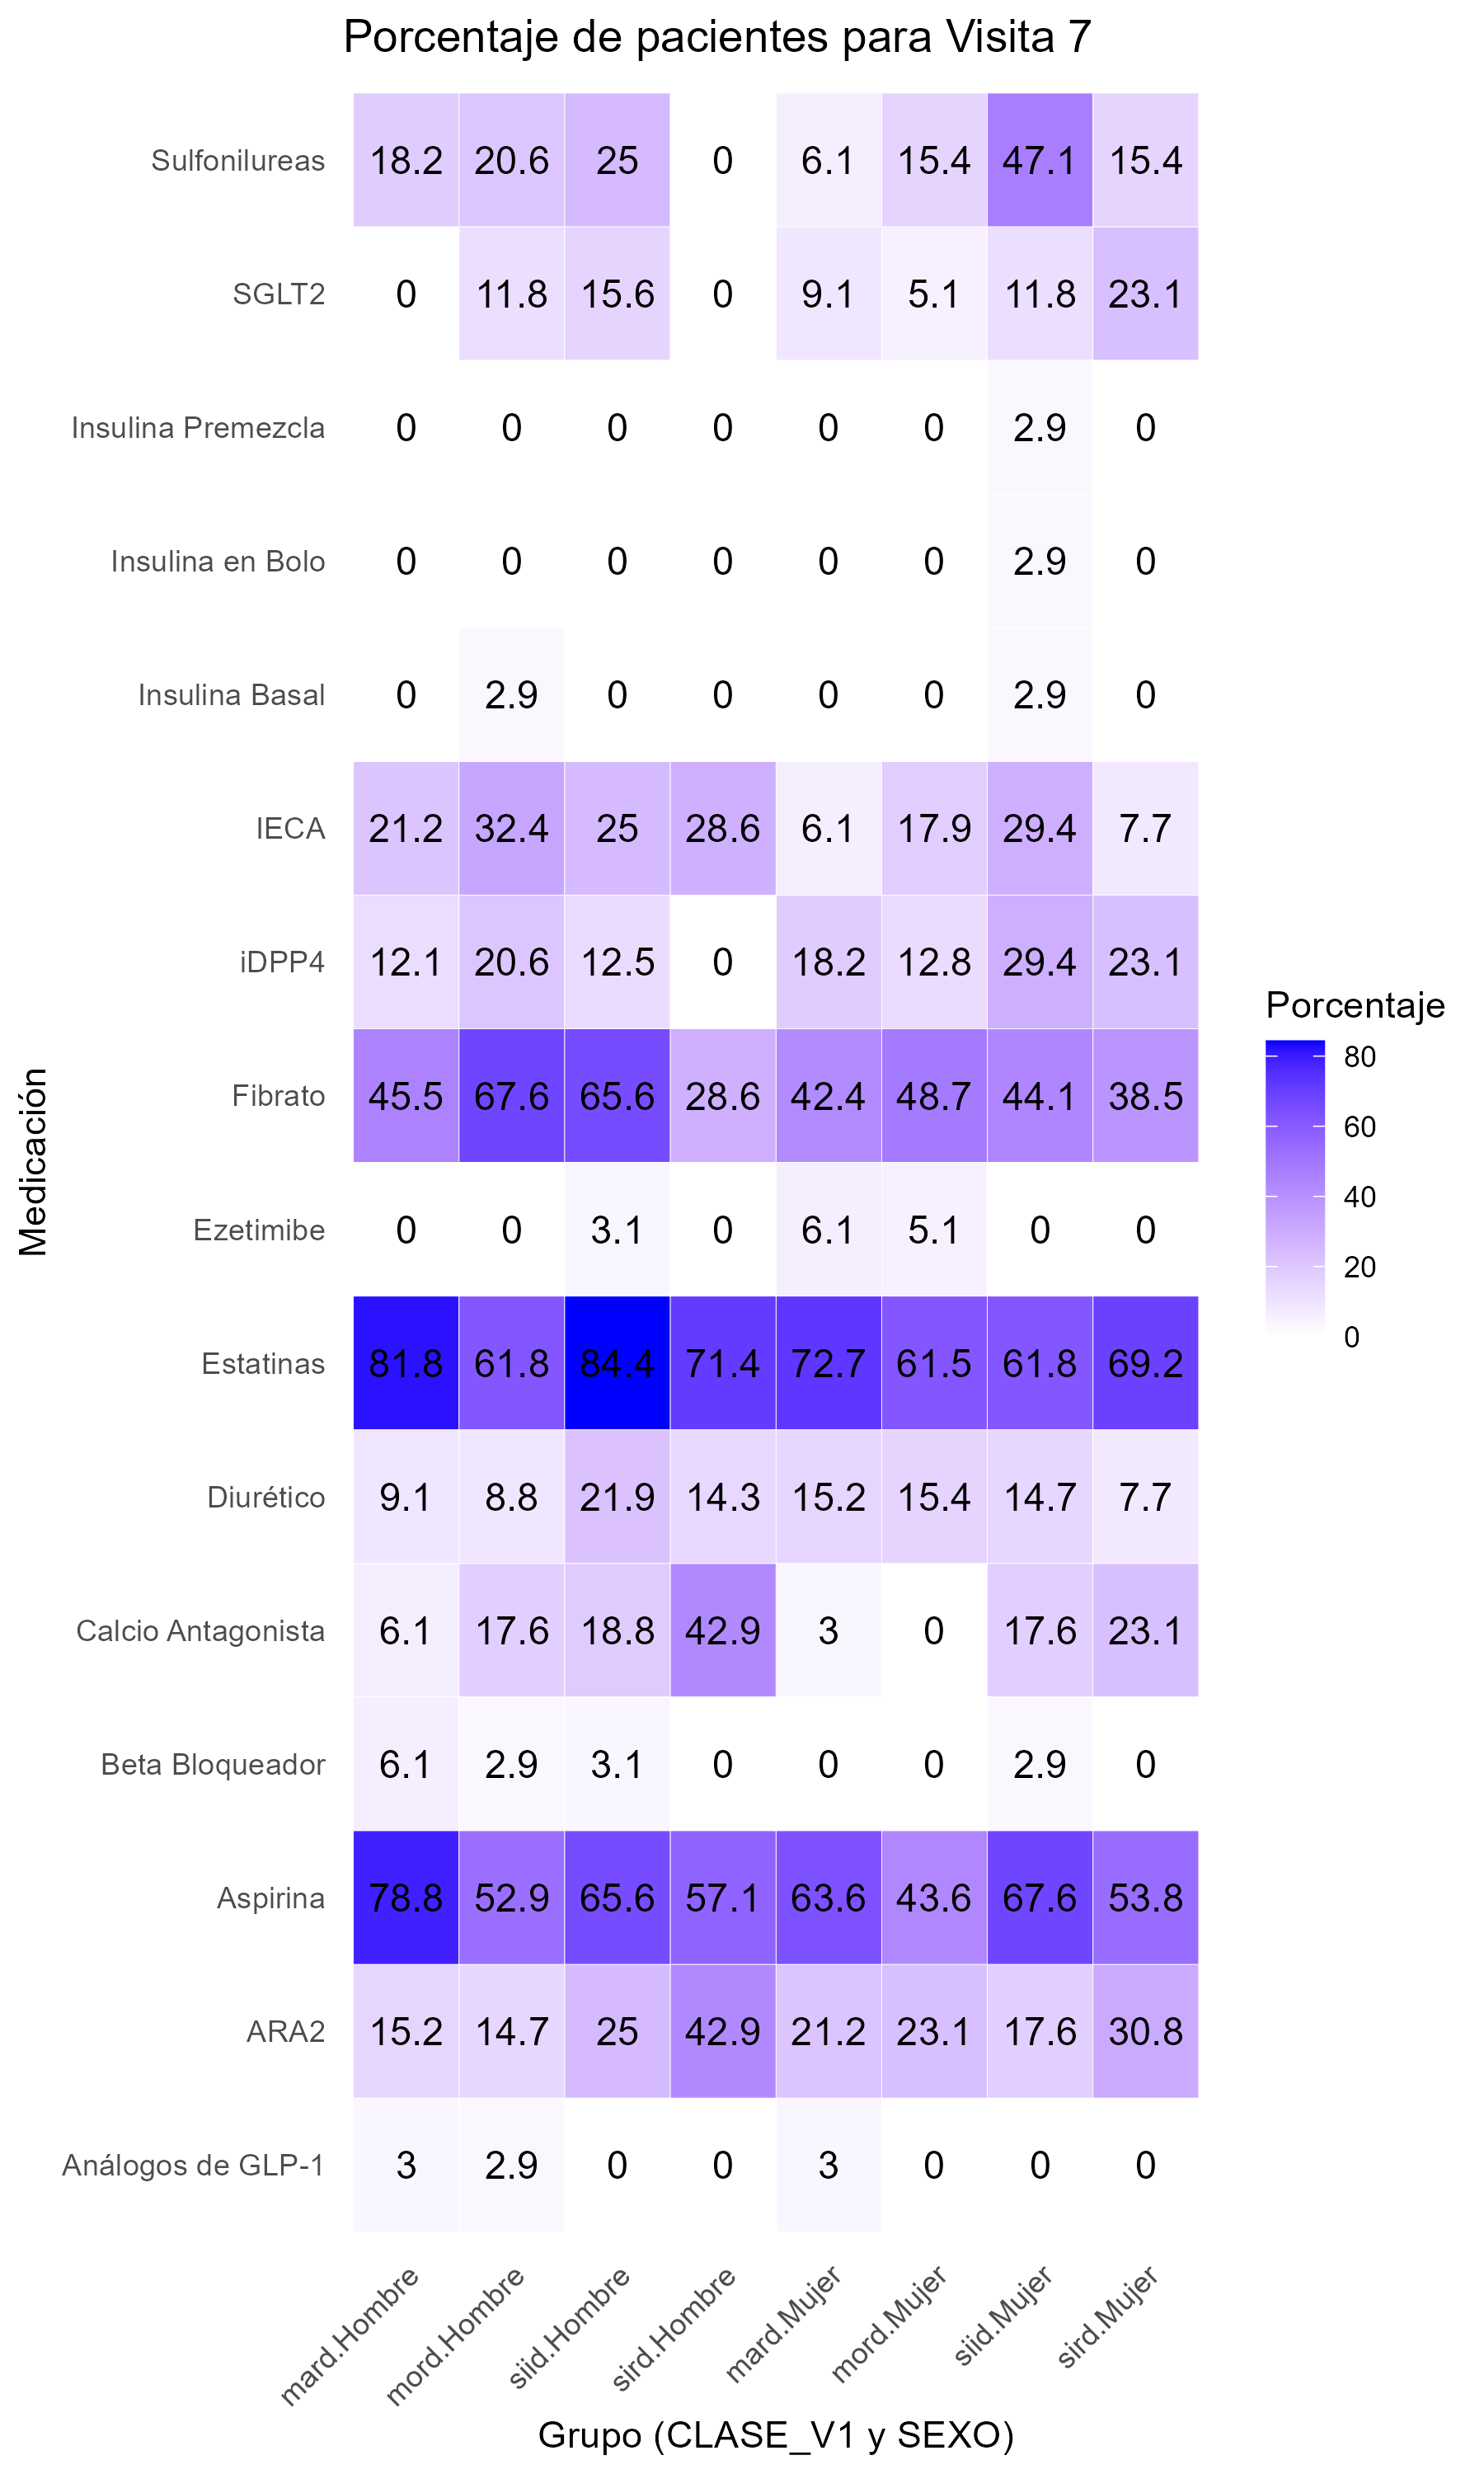 Porcentaje de pacientes para Visita 7
Medicación
Sulfonilureas 18.2 20.6 25 0 6.1 15.4 47.1 15.4
SGLT2 0 11.8 15.6 0 9.1 5.1 11.8 23.1
Insulina Premezcla 0 0 0 0 0 0 2.9 0
Insulina en Bolo 0 0 0 0 0 0 2.9 0
Insulina Basal 0 2.9 0 0 0 0 2.9 0
IECA 21.2 32.4 25 28.6 6.1 17.9 29.4 7.7
iDPP4 12.1 20.6 12.5 0 18.2 12.8 29.4 23.1
Fibrato 45.5 67.6 65.6 28.6 42.4 48.7 44.1 38.5
Ezetimibe 0 0 3.1 0 6.1 5.1 0 0
Estatinas 81.8 61.8 84.4 71.4 72.7 61.5 61.8 69.2
Diurético 9.1 8.8 21.9 14.3 15.2 15.4 14.7 7.7
Calcio Antagonista 6.1 17.6 18.8 42.9 3 0 17.6 23.1
Beta Bloqueador 6.1 2.9 3.1 0 0 0 2.9 0
Aspirina 78.8 52.9 65.6 57.1 63.6 43.6 67.6 53.8
ARA2 15.2 14.7 25 42.9 21.2 23.1 17.6 30.8
Análogos de GLP-1 3 2.9 0 0 3 0 0 0
mard.Hombre mord.Hombre siid.Hombre sird.Hombre mard.Mujer mord.Mujer siid.Mujer sird.Mujer
Grupo (CLASE_V1 y SEXO)
Porcentaje
80
60
40
20
0